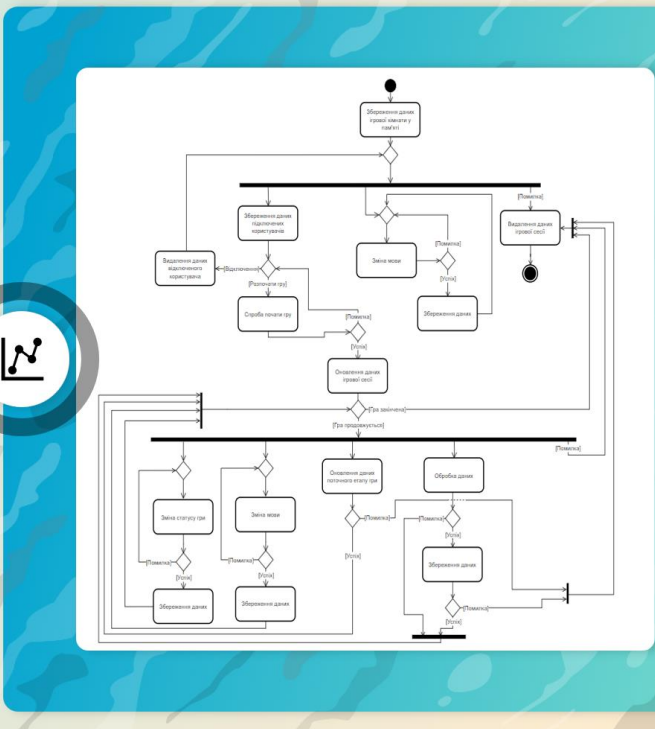 Збереження даних
ігрової кімнати у
пам'яті
[Помилка]
Збереження даних
підключених
користувачів
Видалення даних
ігрової сесії
[Помилка]
Видалення даних
відключеного
користувача
[Відключення]
Зміна мови
[Розпочати гру]
[Успіх]
Спроба почати гру
[Помилка]
Збереження даних
[Успіх]
Оновлення даних
ігрової сесії
[Гра закінчена]
[Гра продовжується]
[Помилка]
Оновлення даних
поточного етапу гри
Обробка даних
Зміна статусу гри
Зміна мови
[Помилка]
[Помилка]
[Успіх]
[Успіх]
[Помилка]
[Помилка]
Збереження даних
[Успіх]
[Успіх]
Збереження даних
Збереження даних
[Помилка]
[Успіх]